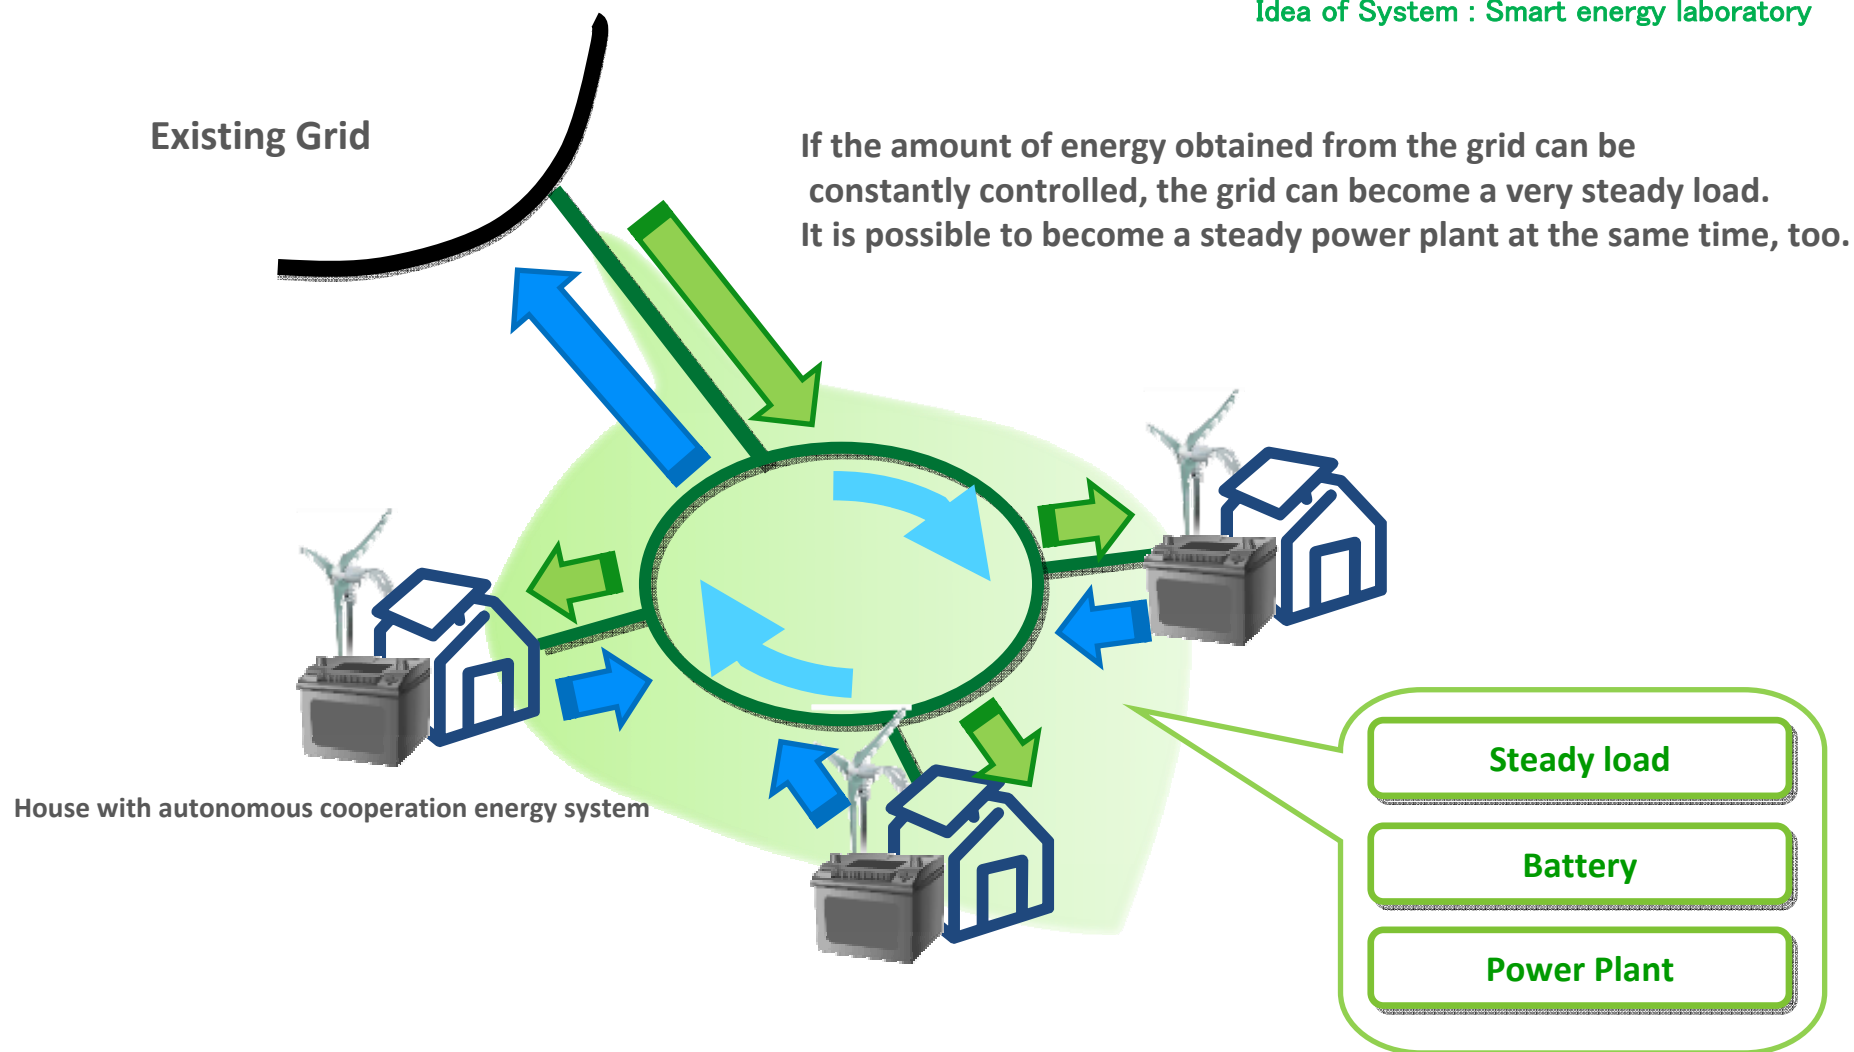 Idea of System : Smart energy laboratory
Existing Grid
If the amount of energy obtained from the grid can be
constantly controlled, the grid can become a very steady load.
It is possible to become a steady power plant at the same time, too.
House with autonomous cooperation energy system
Steady load
Battery
Power Plant